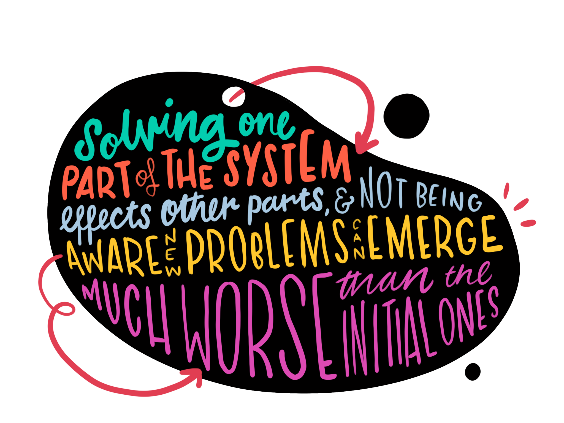 Solving one
PART of THE SYSTEM
effects other parts, & NOT BEING
AWARE NEW PROBLEMS CAN EMERGE
MUCH WORSE than the
INITIAL ONES